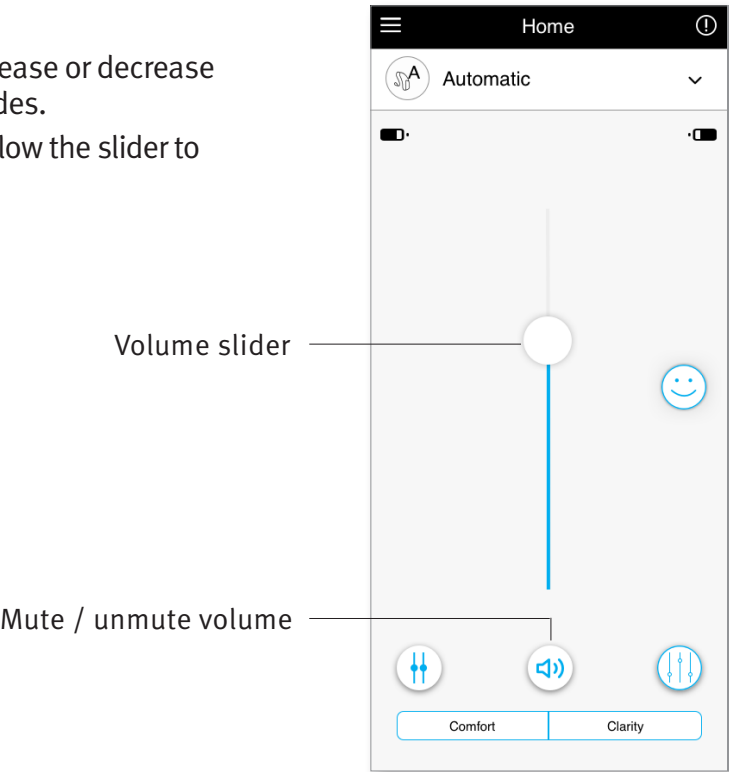 ease or decrease
des.
low the slider to
Home
A
Automatic
Volume slider
Mute / unmute volume
Comfort
Clarity